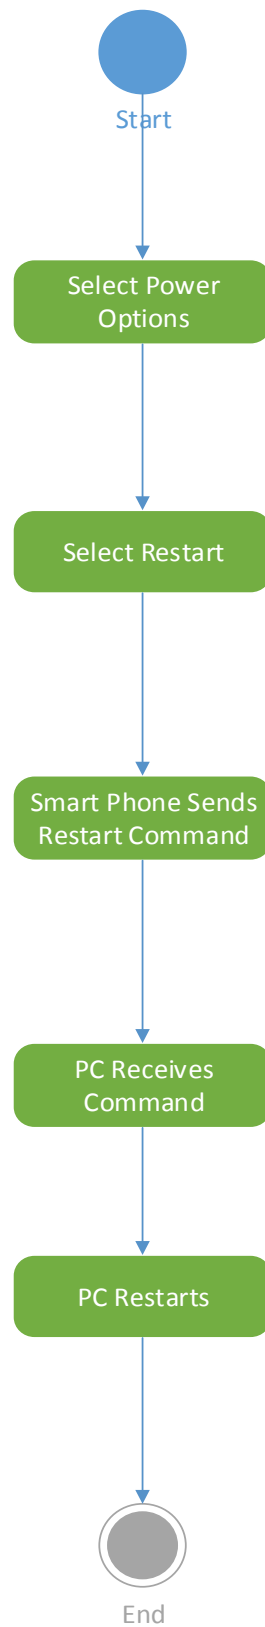 Start
Select Power
Options
Select Restart
Smart Phone Sends
Restart Command
PC Receives
Command
PC Restarts
End